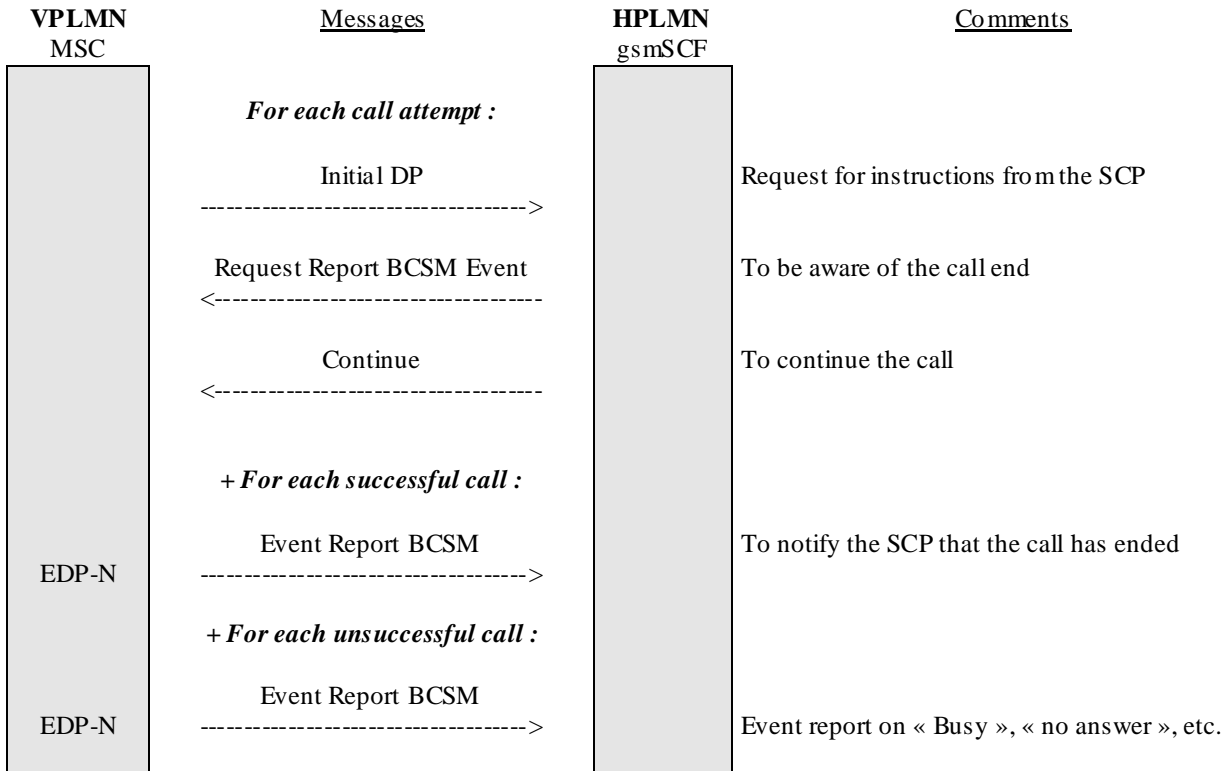 VPLMN Messages HPLMN Comments
MSC gsmSCF
For each call attempt :
Initial DP Request for instructions from the SCP
------------------------------------->
Request Report BCSM Event To be aware of the call end
<-------------------------------------
Continue To continue the call
<-------------------------------------
+ For each successful call :
Event Report BCSM To notify the SCP that the call has ended
EDP-N ------------------------------------->
+ For each unsuccessful call :
Event Report BCSM
EDP-N -------------------------------------> Event report on « Busy », « no answer », etc.